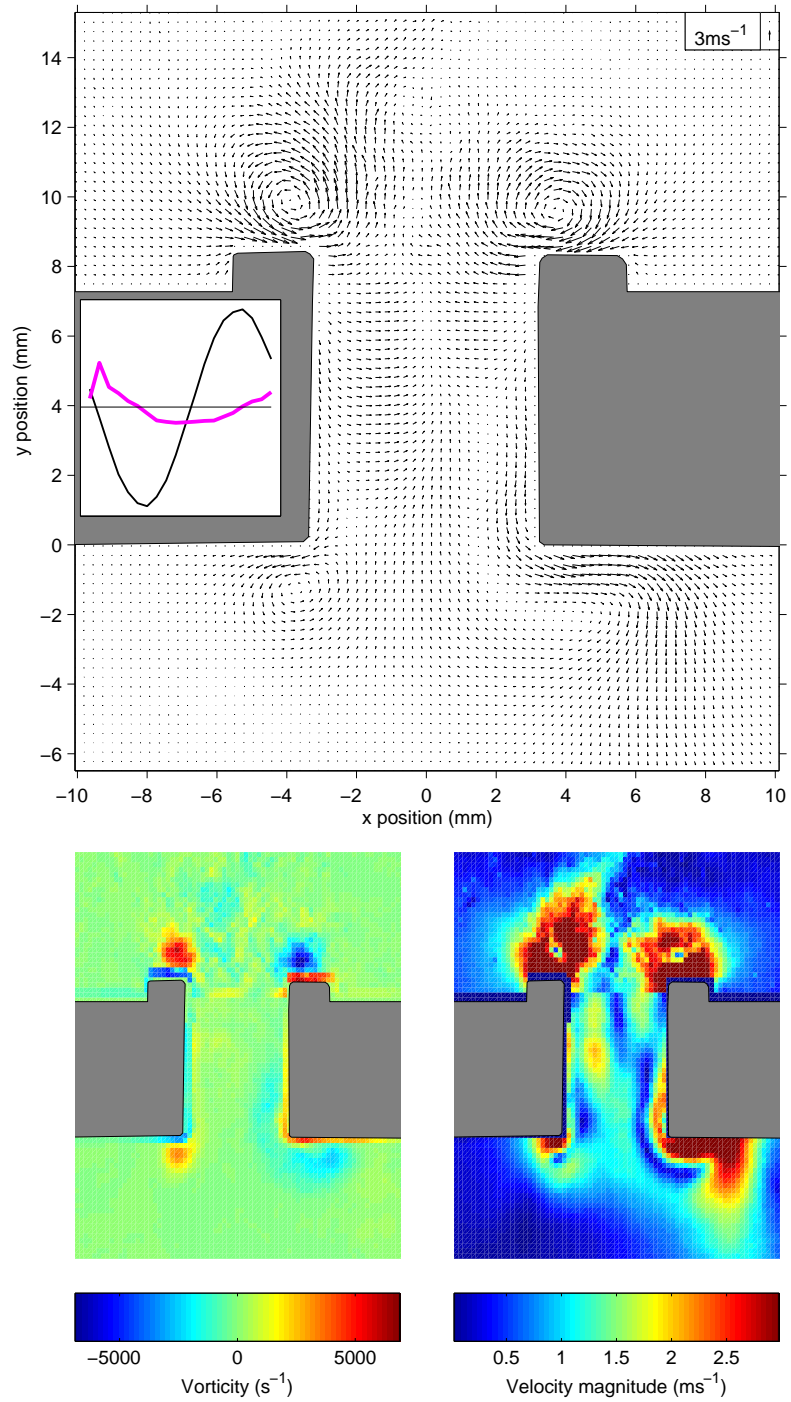 3ms⁻¹
14
12
10
8
6
4
2
0
−2
−4
−6
y position (mm)
−10 −8 −6 −4 −2 0 2 4 6 8 10
x position (mm)
−5000 0 5000
Vorticity (s⁻¹)
0.5 1 1.5 2 2.5
Velocity magnitude (ms⁻¹)